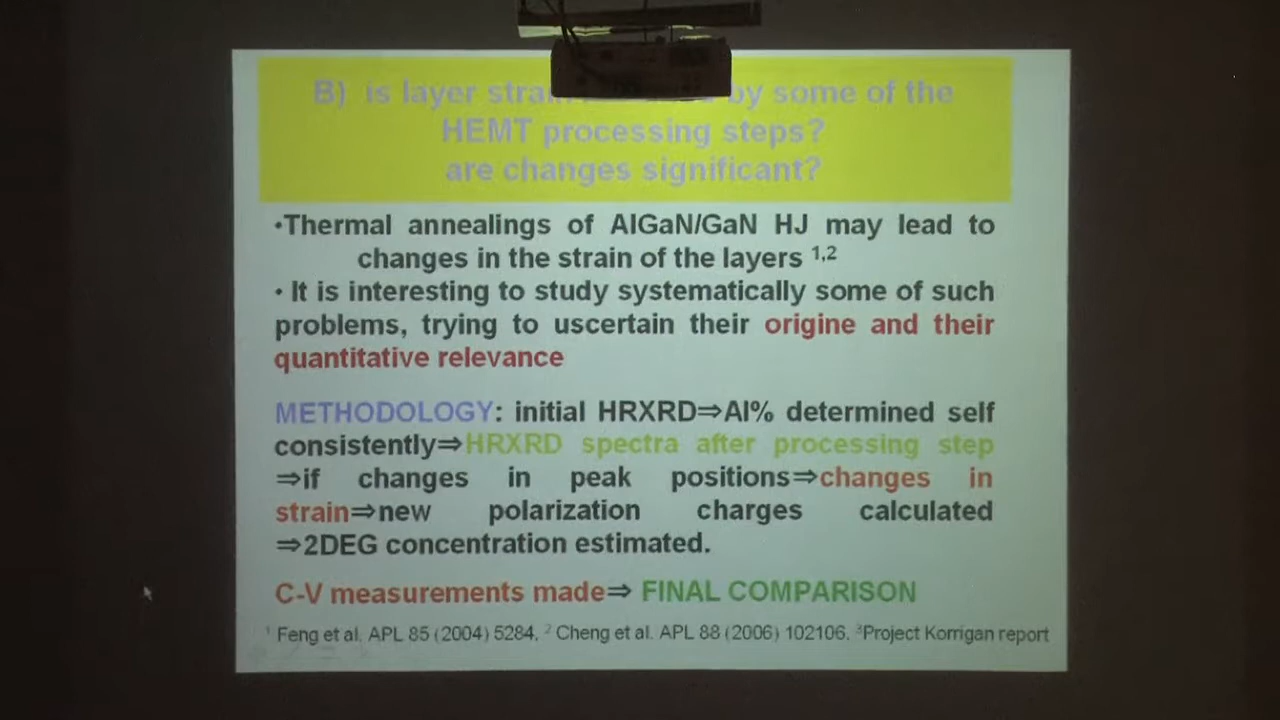 B) is layer by some of the
HEMT processing steps?
are changes significant?
•Thermal annealings of AlGaN/GaN HJ may lead to
changes in the strain of the layers 1,2
• It is interesting to study systematically some of such
problems, trying to uscertain their origine and their
quantitative relevance
METHODOLOGY: initial HRXRD⇒Al% determined self
consistently⇒HRXRD spectra after processing step
⇒if changes in peak positions⇒changes in
strain⇒new polarization charges calculated
⇒2DEG concentration estimated.
C-V measurements made⇒ FINAL COMPARISON
1 Feng et al. APL 85 (2004) 5284, 2 Cheng et al. APL 88 (2006) 102106. 3Project Korrigan report